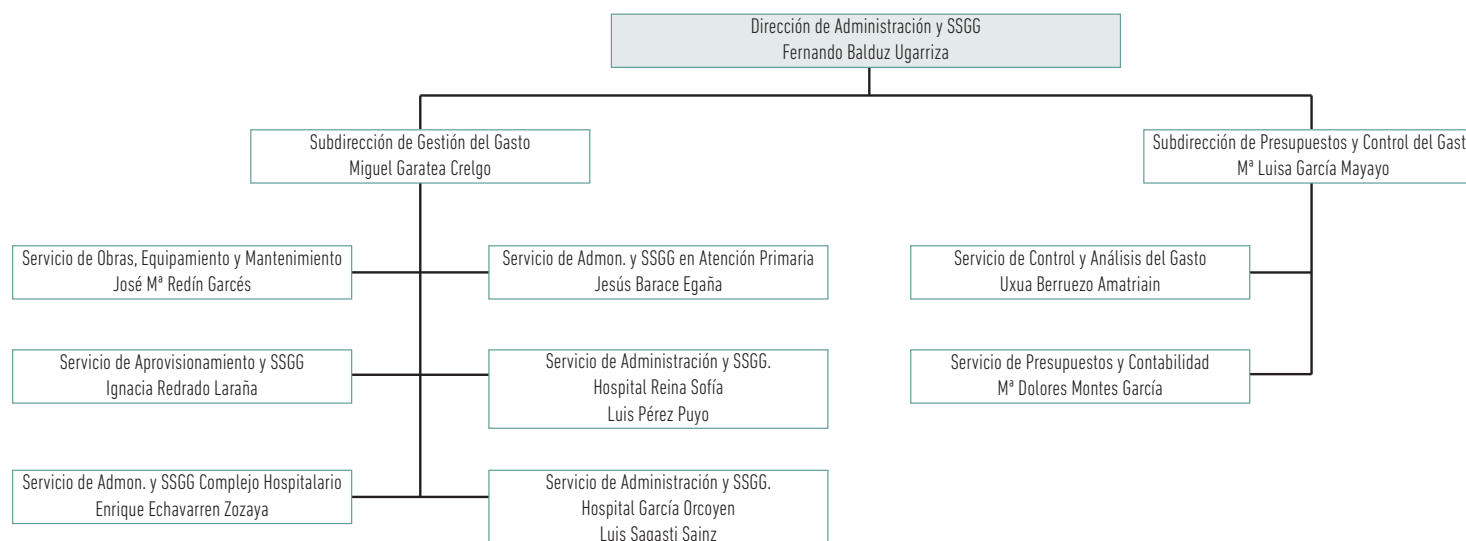 Dirección de Administración y SSGG
Fernando Balduz Ugarriza
Subdirección de Gestión del Gasto
Miguel Garatea Crelgo
Subdirección de Presupuestos y Control del Gast
Mª Luisa García Mayayo
Servicio de Obras, Equipamiento y Mantenimiento
José Mª Redín Garcés
Servicio de Admon. y SSGG en Atención Primaria
Jesús Barace Egaña
Servicio de Control y Análisis del Gasto
Uxua Berruezo Amatriain
Servicio de Aprovisionamiento y SSGG
Ignacia Redrado Laraña
Servicio de Administración y SSGG.
Hospital Reina Sofía
Luis Pérez Puyo
Servicio de Presupuestos y Contabilidad
Mª Dolores Montes García
Servicio de Admon. y SSGG Complejo Hospitalario
Enrique Echavarren Zozaya
Servicio de Administración y SSGG.
Hospital García Orcoyen
Luis Sagasti Sainz